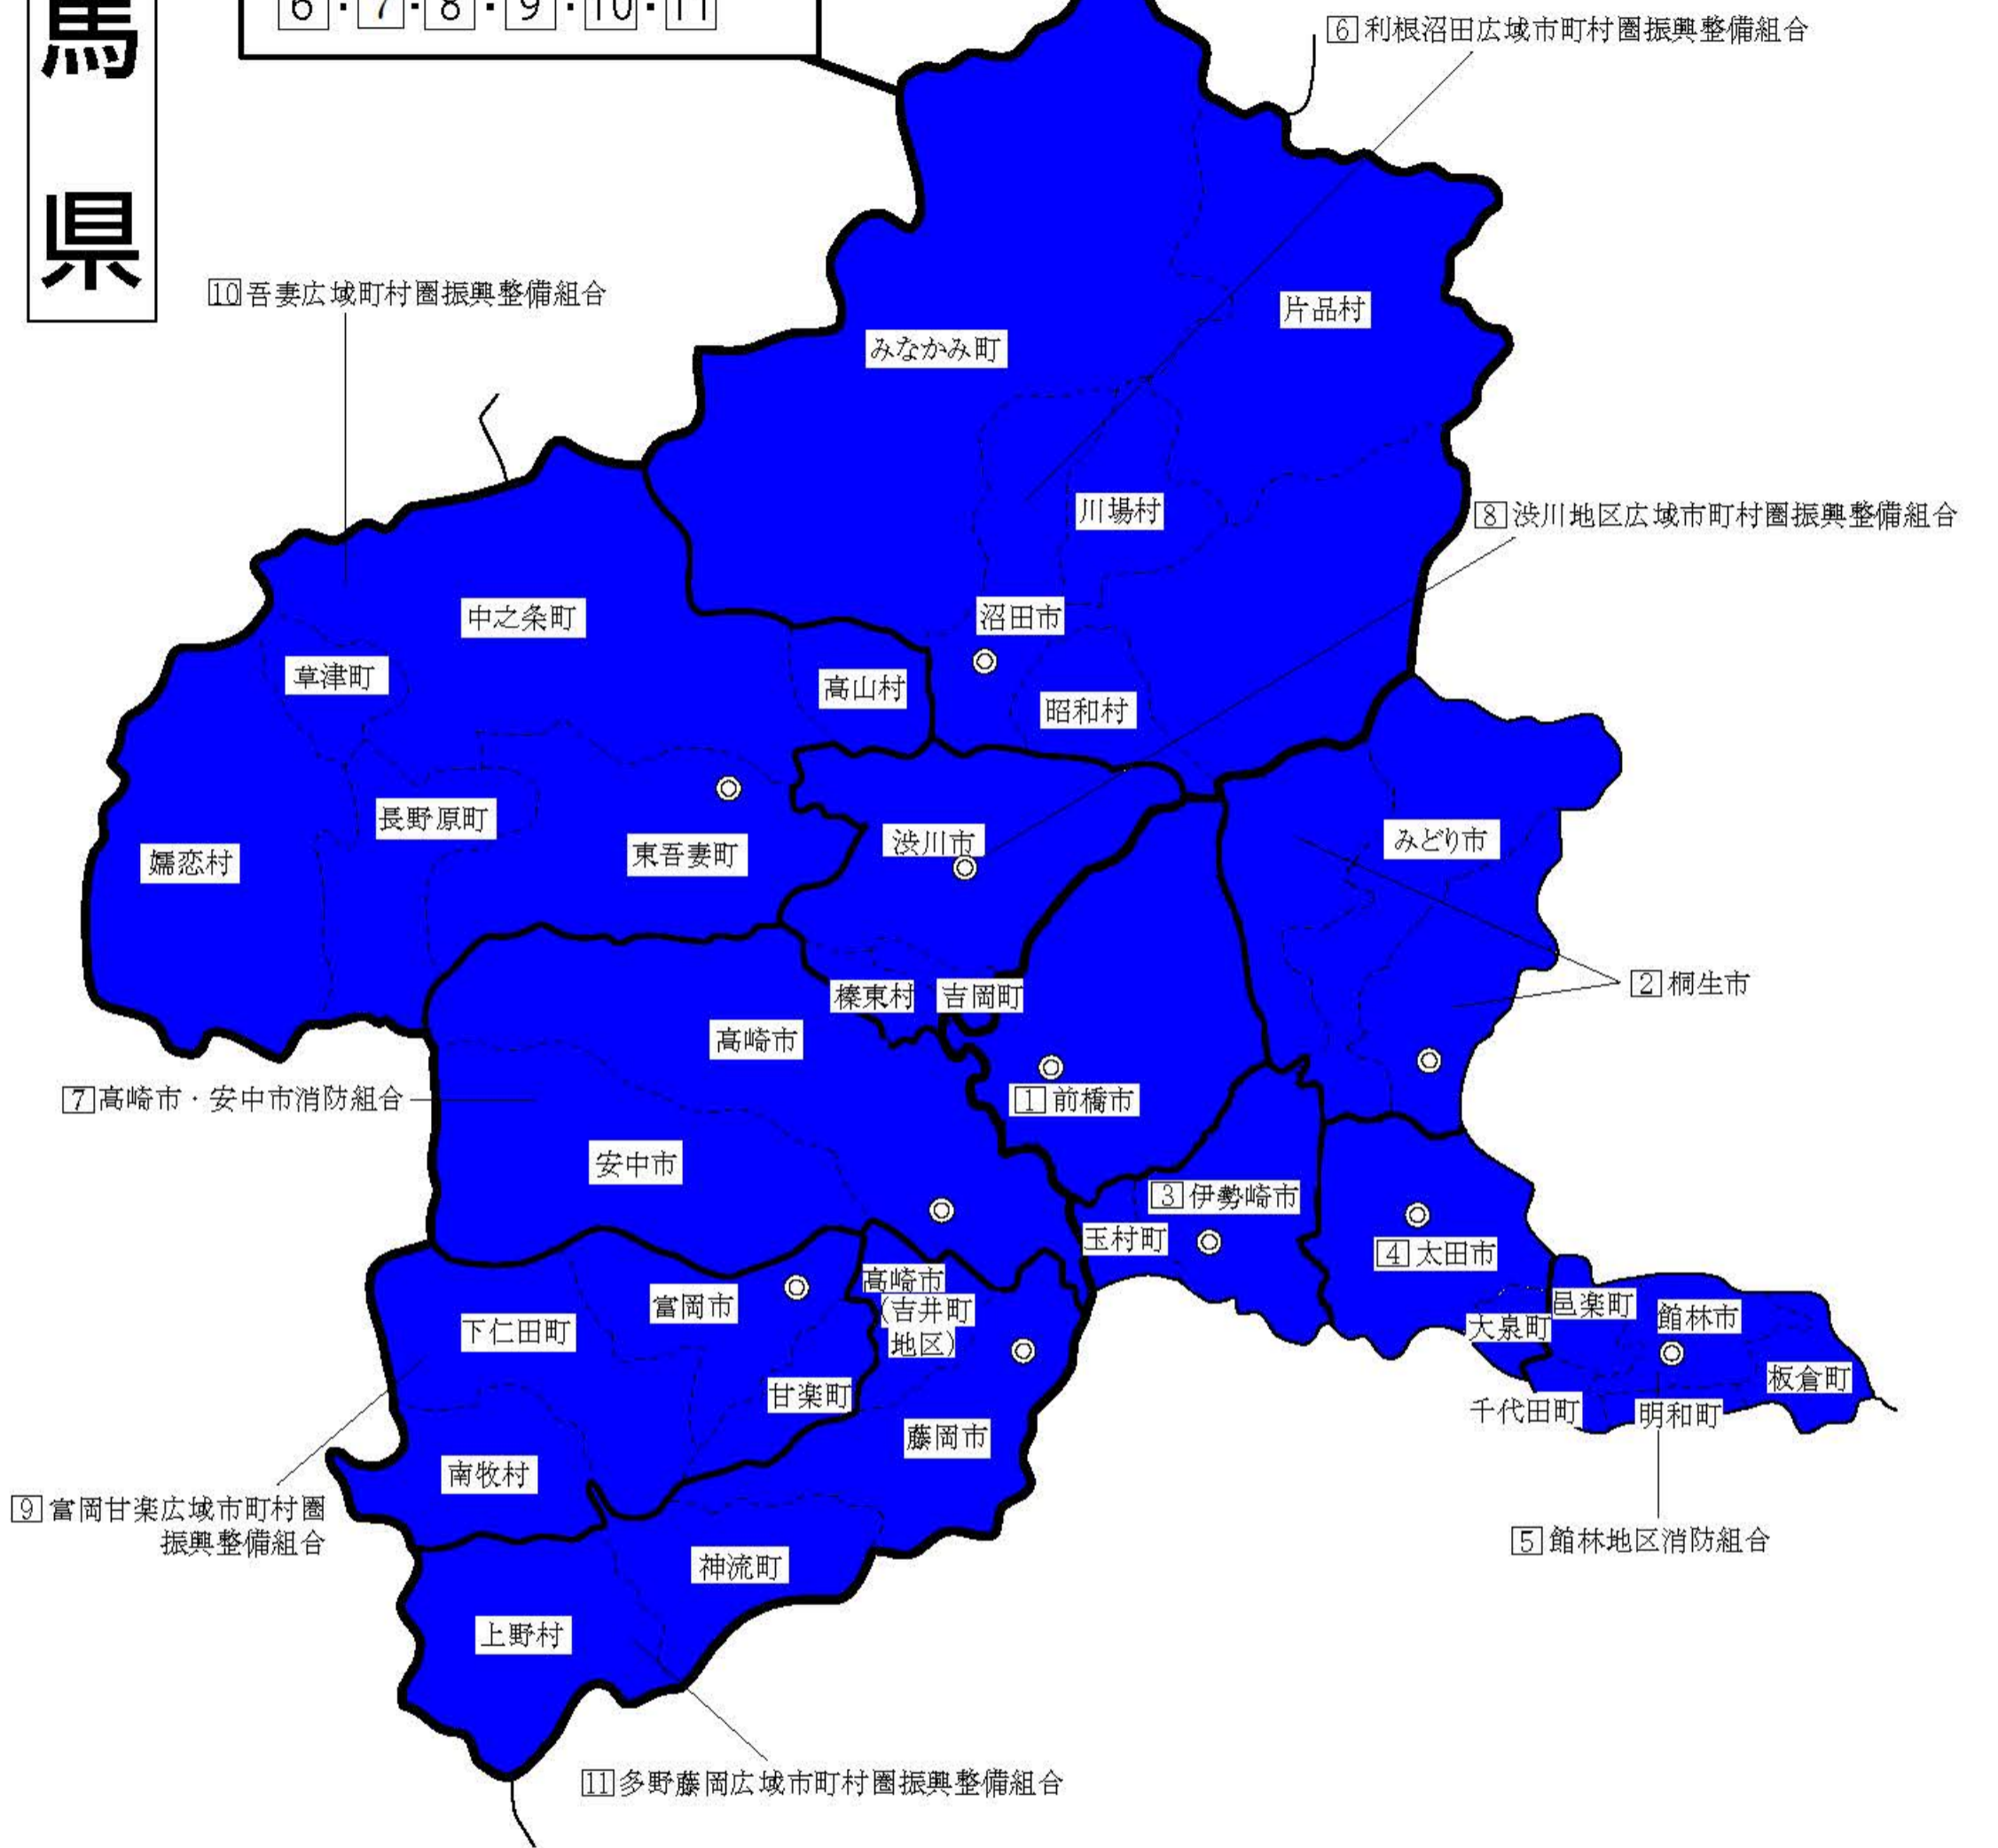 馬県
6・7・8・9・10・11
6 利根沼田広域市町村圏振興整備組合
10 吾妻広域町村圏振興整備組合
片品村
みなかみ町
川場村
8 渋川地区広域市町村圏振興整備組合
中之条町
沼田市
草津町
高山村
昭和村
長野原町
渋川市
みどり市
東吾妻町
嬬恋村
榛東村
吉岡町
2 桐生市
高崎市
7 高崎市・安中市消防組合
1 前橋市
安中市
3 伊勢崎市
玉村町
4 太田市
高崎市
(吉井町
地区)
富岡市
下仁田町
邑楽町
館林市
大泉町
板倉町
甘楽町
千代田町
明和町
藤岡市
南牧村
9 富岡甘楽広域市町村圏
振興整備組合
5 館林地区消防組合
神流町
上野村
11 多野藤岡広域市町村圏振興整備組合